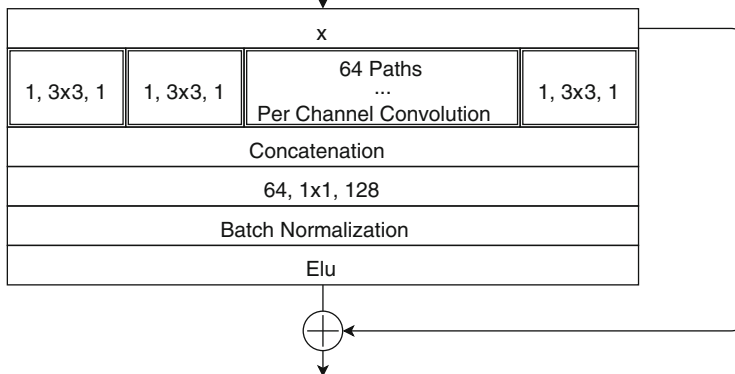 x
1, 3x3, 1
1, 3x3, 1
64 Paths
...
Per Channel Convolution
1, 3x3, 1
Concatenation
64, 1x1, 128
Batch Normalization
Elu